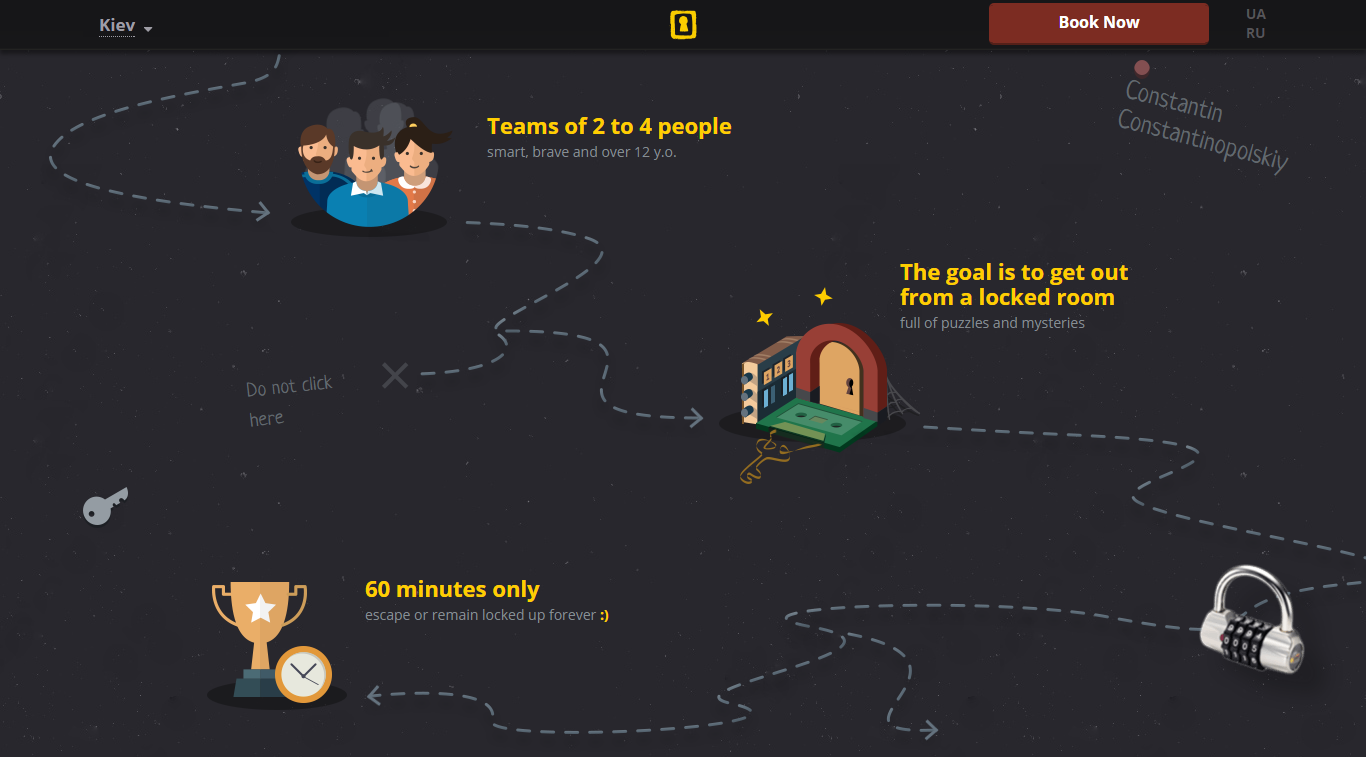 Kiev
Book Now
UA
RU
Constantin
Constantinopolskiy
Teams of 2 to 4 people
smart, brave and over 12 y.o.
The goal is to get out
from a locked room
full of puzzles and mysteries
Do not click
here
60 minutes only
escape or remain locked up forever :)